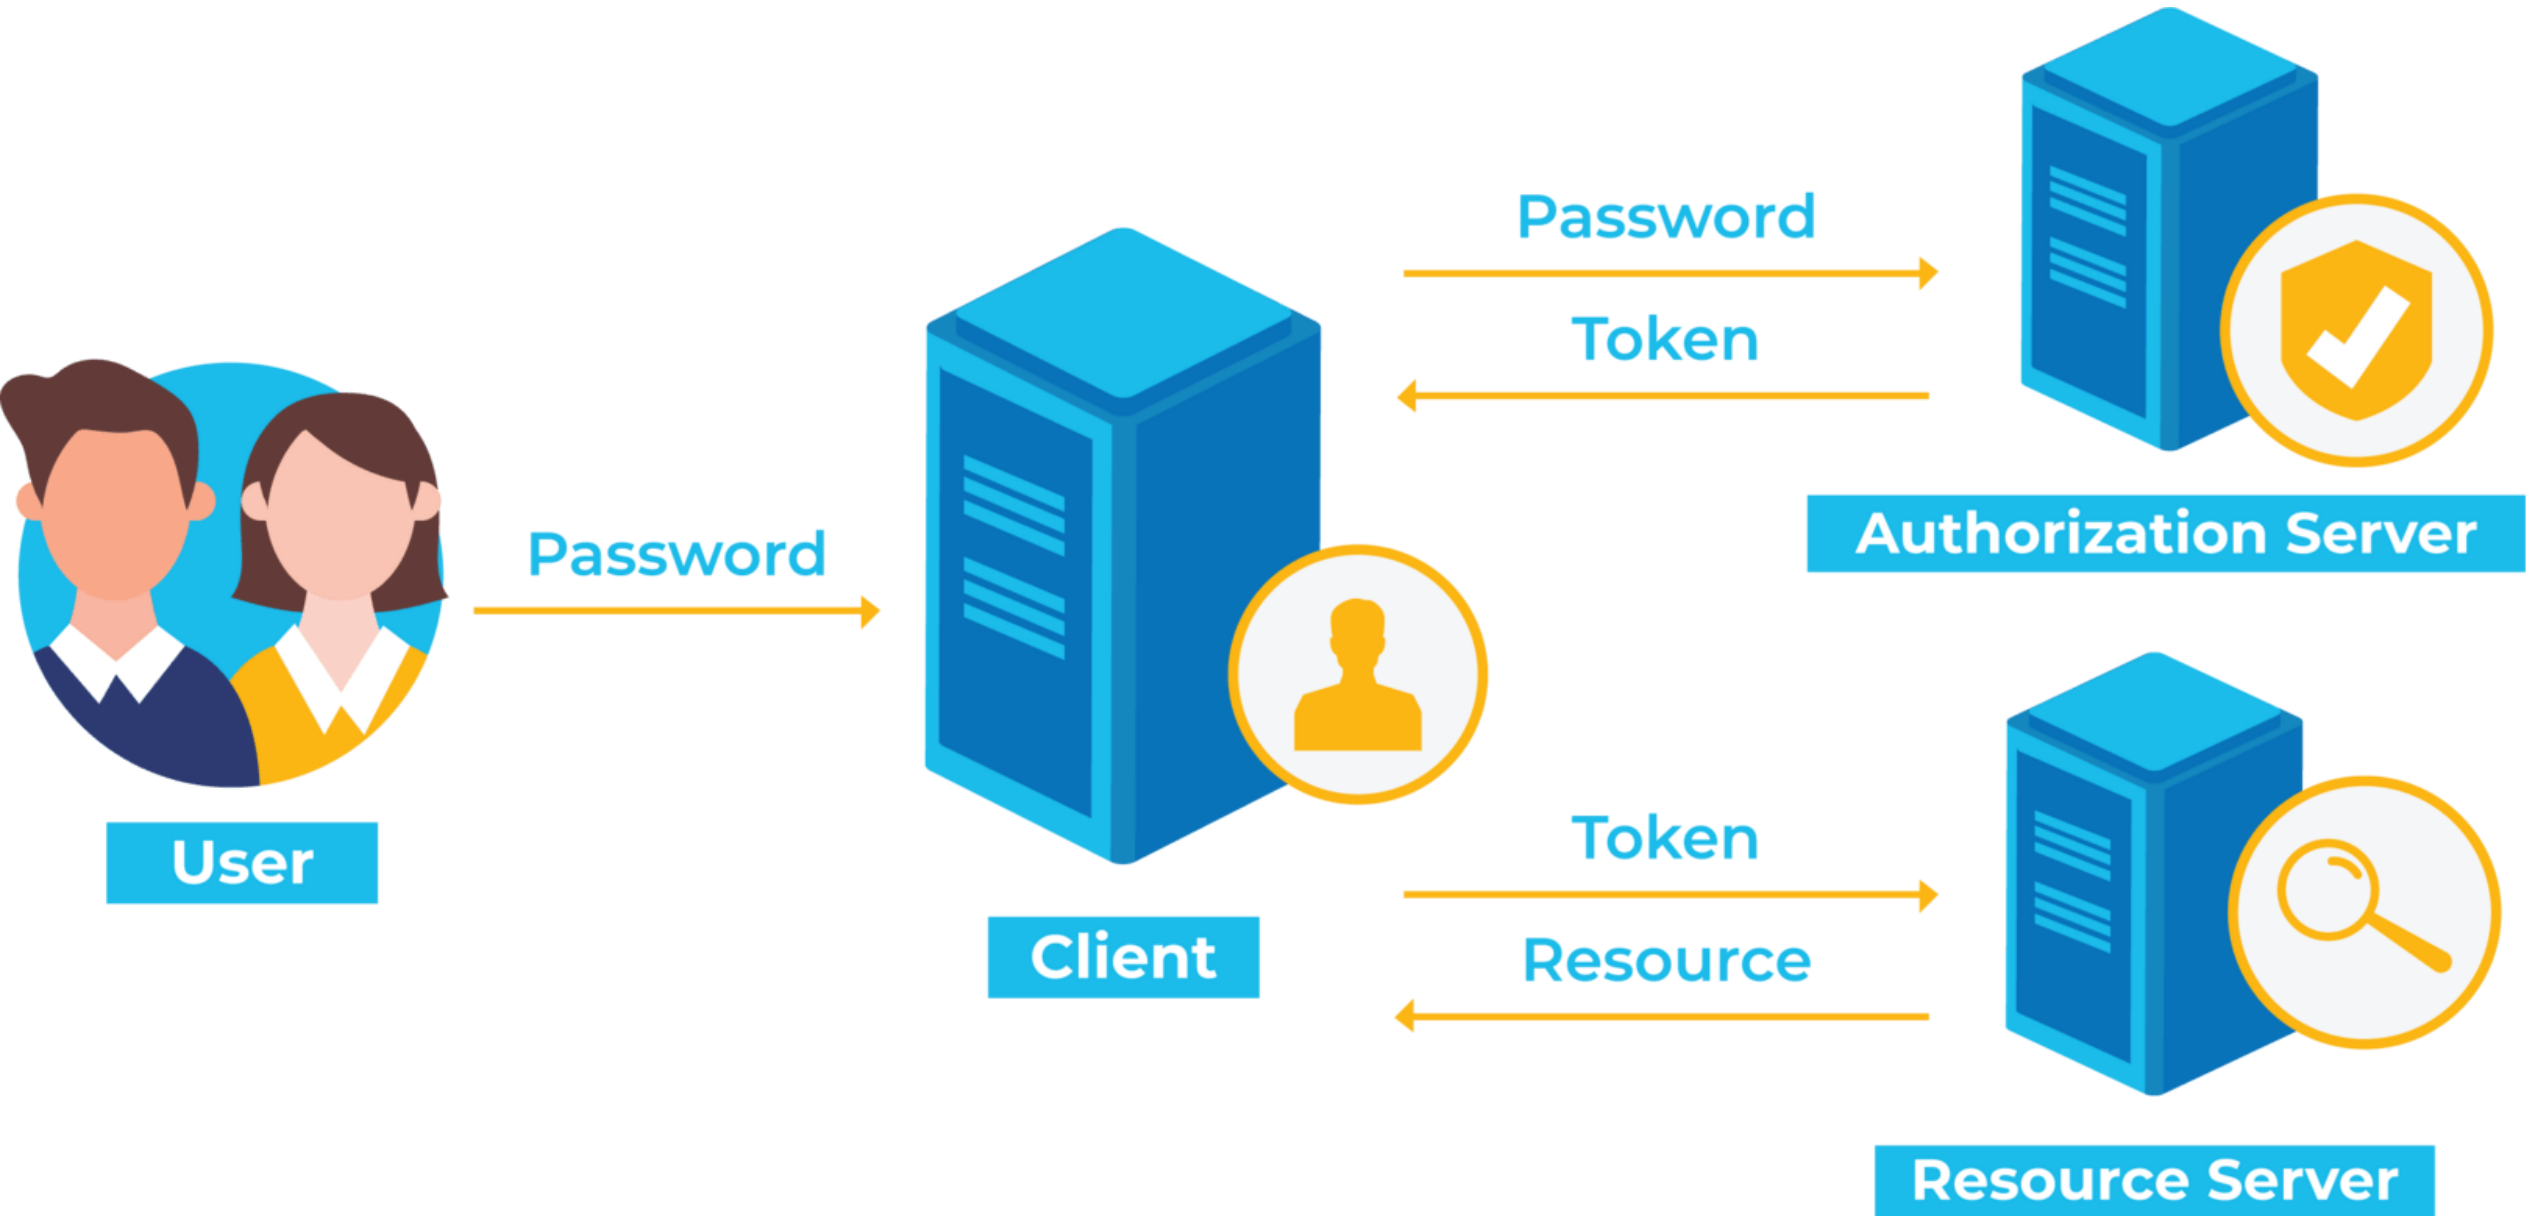 Password
User
Client
Password
Token
Authorization Server
Token
Resource
Resource Server